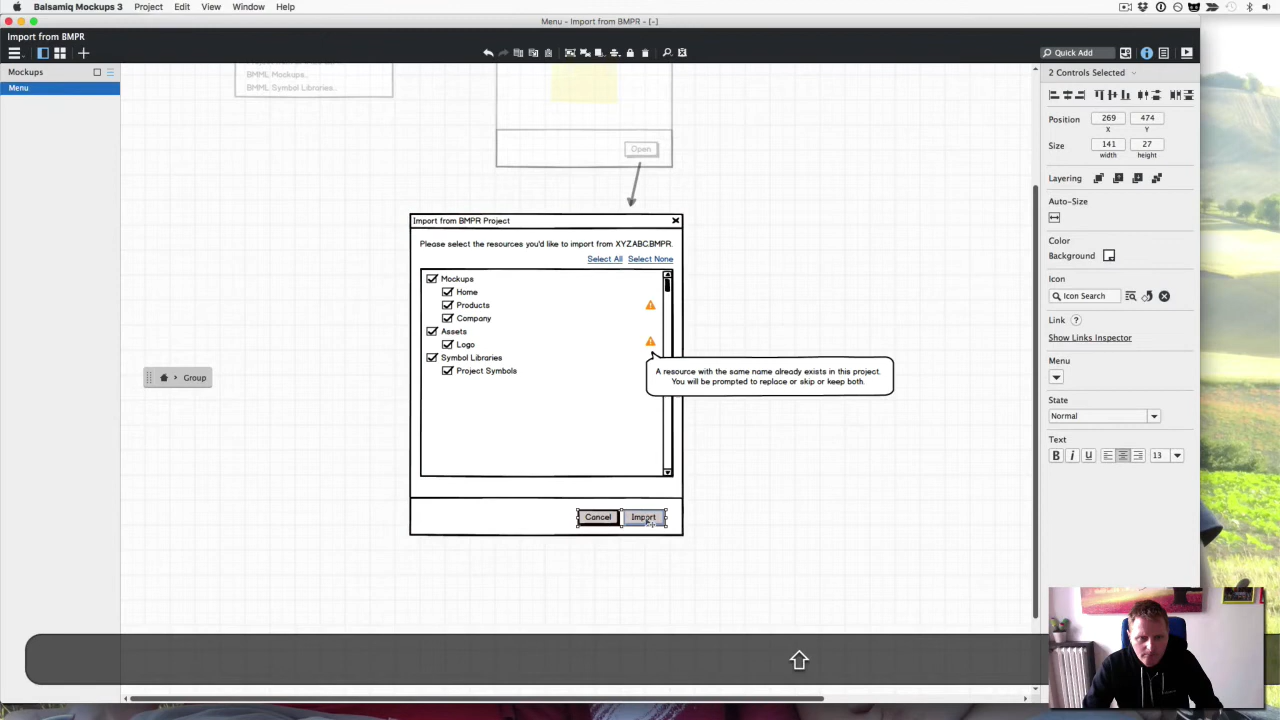 Balsamiq Mockups 3 Project Edit View Window Help
Menu - Import from BMPR - [-]
Import from BMPR
Quick Add
Mockups
Menu
BMML Mockups..
BMML Symbol Libraries..
Open
Import from BMPR Project
Please select the resources you'd like to import from XYZABC.BMPR.
Select All Select None
Mockups
Home
Products
Company
Assets
Logo
Symbol Libraries
Project Symbols
A resource with the same name already exists in this project.
You will be prompted to replace or skip or keep both.
Cancel Import
Group
2 Controls Selected
Position 269 474
X Y
Size 141 27
width height
Layering
Auto-Size
Color
Background
Icon
Icon Search
Link ?
Show Links Inspector
Menu
State
Normal
Text
B i U 13